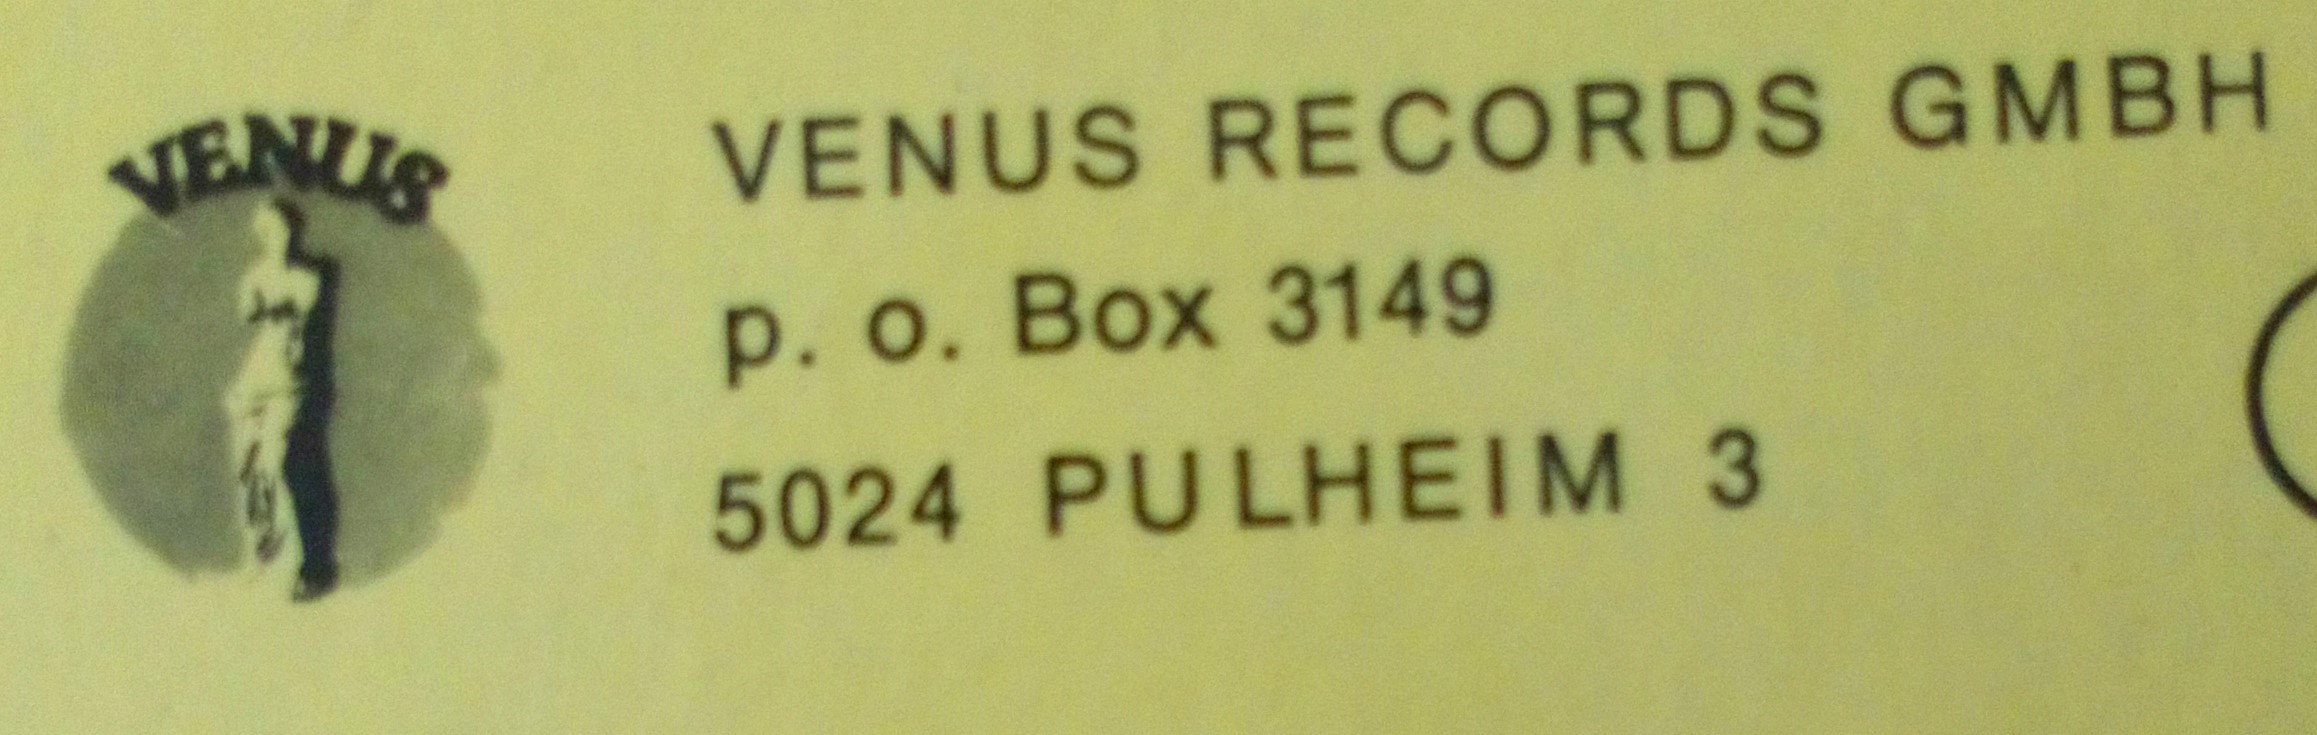 VENUS
VENUS RECORDS GMBH
p. o. Box 3149
5024 PULHEIM 3